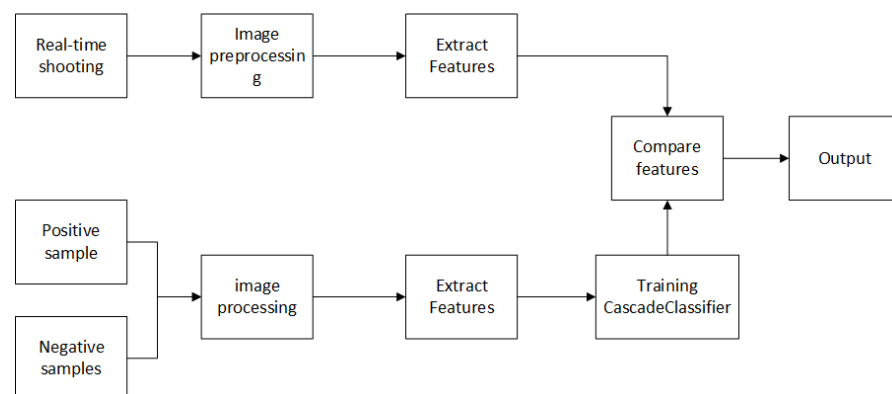 Real-time
shooting
Image
preprocessin
g
Extract
Features
Compare
features
Output
Positive
sample
image
processing
Extract
Features
Training
CascadeClassifier
Negative
samples